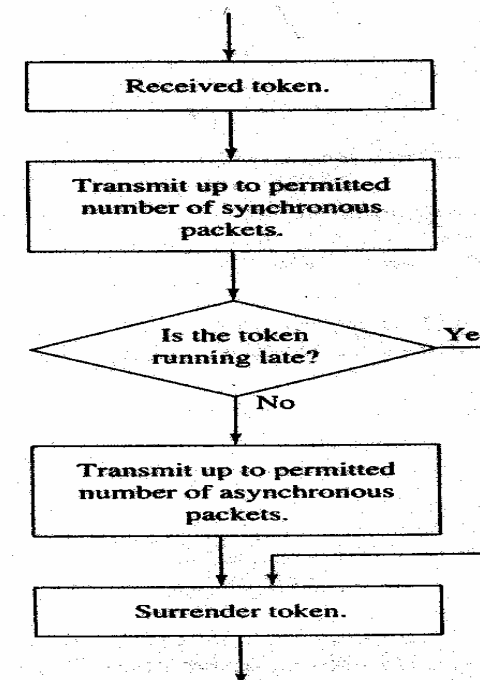 Received token.
Transmit up to permitted
number of synchronous
packets.
Is the token
running late?
Ye
No
Transmit up to permitted
number of asynchronous
packets.
Surrender token.